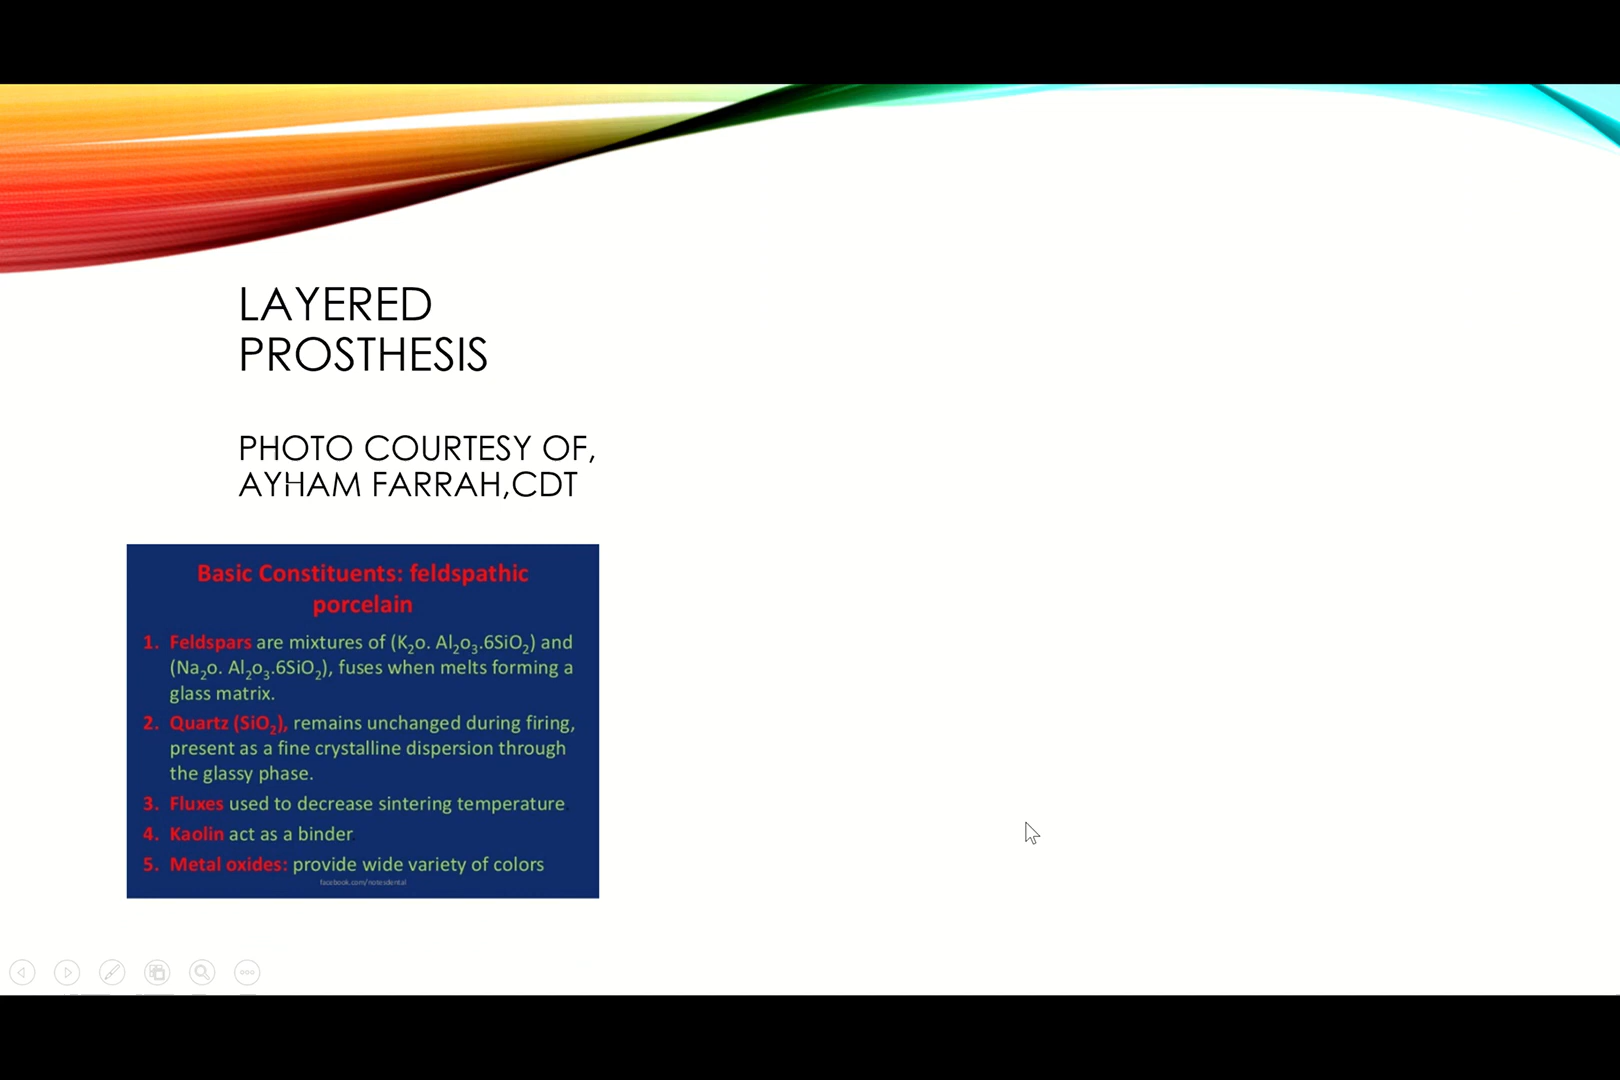 LAYERED
PROSTHESIS
PHOTO COURTESY OF,
AYHAM FARRAH,CDT
Basic Constituents: feldspathic
porcelain
1. Feldspars are mixtures of (K₂o. Al₂o₃.6SiO₂) and
(Na₂o. Al₂o₃.6SiO₂), fuses when melts forming a
glass matrix.
2. Quartz (SiO₂), remains unchanged during firing,
present as a fine crystalline dispersion through
the glassy phase.
3. Fluxes used to decrease sintering temperature
4. Kaolin act as a binder
5. Metal oxides: provide wide variety of colors
facebook.com/notesdental